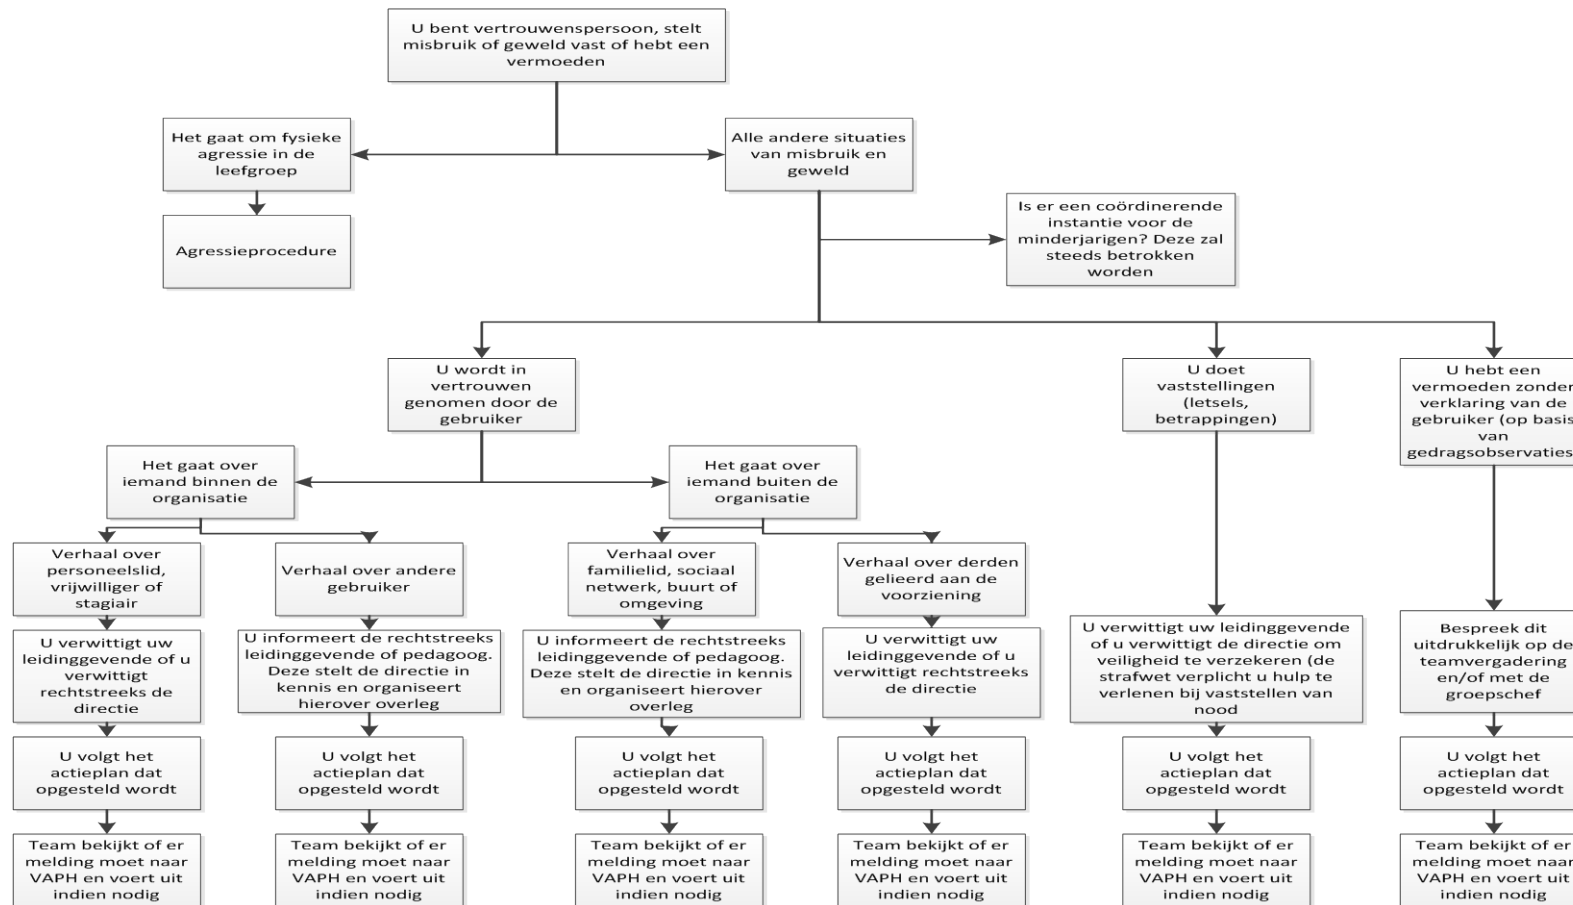 U bent vertrouwenspersoon, stelt
misbruik of geweld vast of hebt een
vermoeden
Het gaat om fysieke
agressie in de
leefgroep
Alle andere situaties
van misbruik en
geweld
Agressieprocedure
Is er een coördinerende
instantie voor de
minderjarigen? Deze zal
steeds betrokken
worden
U wordt in
vertrouwen
genomen door de
gebruiker
U doet
vaststellingen
(letsels,
betrappingen)
U hebt een
vermoeden zonder
verklaring van de
gebruiker (op basis
van
gedragsobservaties
Het gaat over
iemand binnen de
organisatie
Het gaat over
iemand buiten de
organisatie
Verhaal over
personeelslid,
vrijwilliger of
stagiair
Verhaal over andere
gebruiker
Verhaal over
familielid, sociaal
netwerk, buurt of
omgeving
Verhaal over derden
gelieerd aan de
voorziening
U verwittigt uw
leidinggevende of u
verwittigt
rechtstreeks de
directie
U informeert de rechtstreeks
leidinggevende of pedagoog.
Deze stelt de directie in
kennis en organiseert
hierover overleg
U informeert de rechtstreeks
leidinggevende of pedagoog.
Deze stelt de directie in kennis
en organiseert hierover
overleg
U verwittigt uw
leidinggevende of u
verwittigt rechtstreeks
de directie
U verwittigt uw leidinggevende
of u verwittigt de directie om
veiligheid te verzekeren (de
strafwet verplicht u hulp te
verlenen bij vaststellen van
nood
Bespreek dit
uitdrukkelijk op de
teamvergadering
en/of met de
groepschef
U volgt het
actieplan dat
opgesteld wordt
U volgt het
actieplan dat
opgesteld wordt
U volgt het
actieplan dat
opgesteld wordt
U volgt het
actieplan dat
opgesteld wordt
U volgt het
actieplan dat
opgesteld wordt
U volgt het
actieplan dat
opgesteld wordt
Team bekijkt of er
melding moet naar
VAPH en voert uit
indien nodig
Team bekijkt of er
melding moet naar
VAPH en voert uit
indien nodig
Team bekijkt of er
melding moet naar
VAPH en voert uit
indien nodig
Team bekijkt of er
melding moet naar
VAPH en voert uit
indien nodig
Team bekijkt of er
melding moet naar
VAPH en voert uit
indien nodig
Team bekijkt of er
melding moet naar
VAPH en voert uit
indien nodig